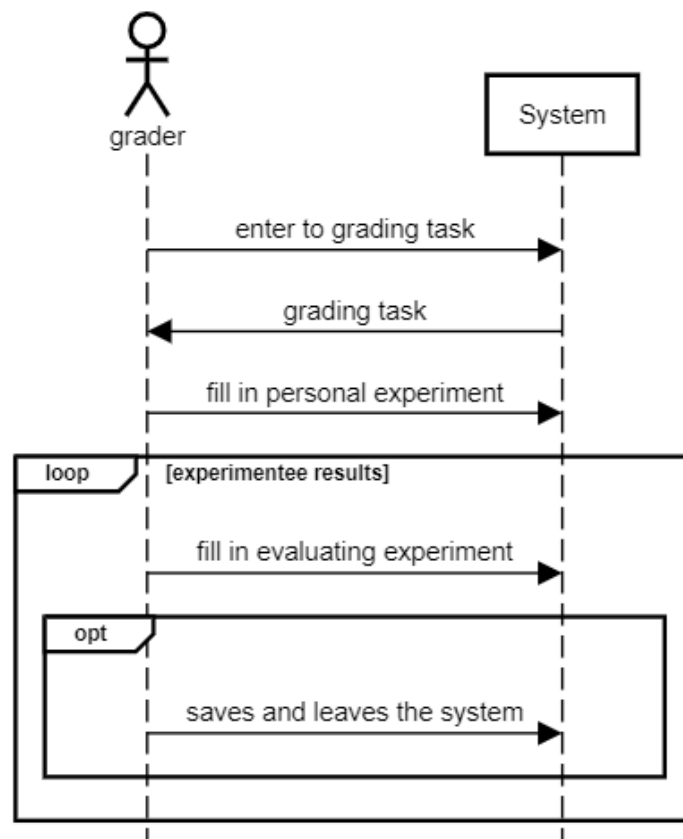 grader
System
enter to grading task
grading task
fill in personal experiment
loop
[experimentee results]
fill in evaluating experiment
opt
saves and leaves the system